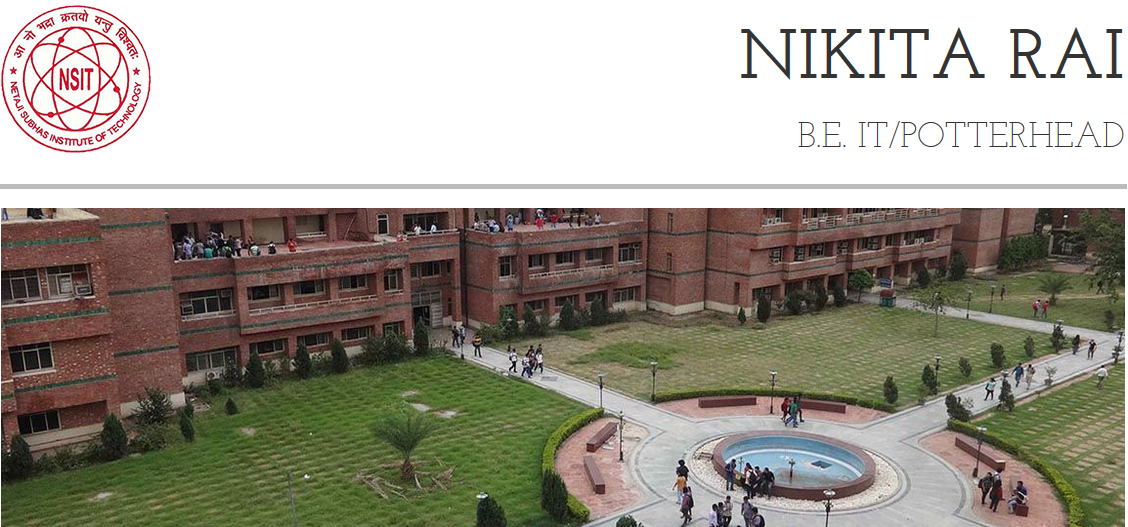 आ नो भद्राः क्रतवो यन्तु विश्वतः
NSIT
NETAJI SUBHAS INSTITUTE OF TECHNOLOGY
NIKITA RAI
B.E. IT/POTTERHEAD